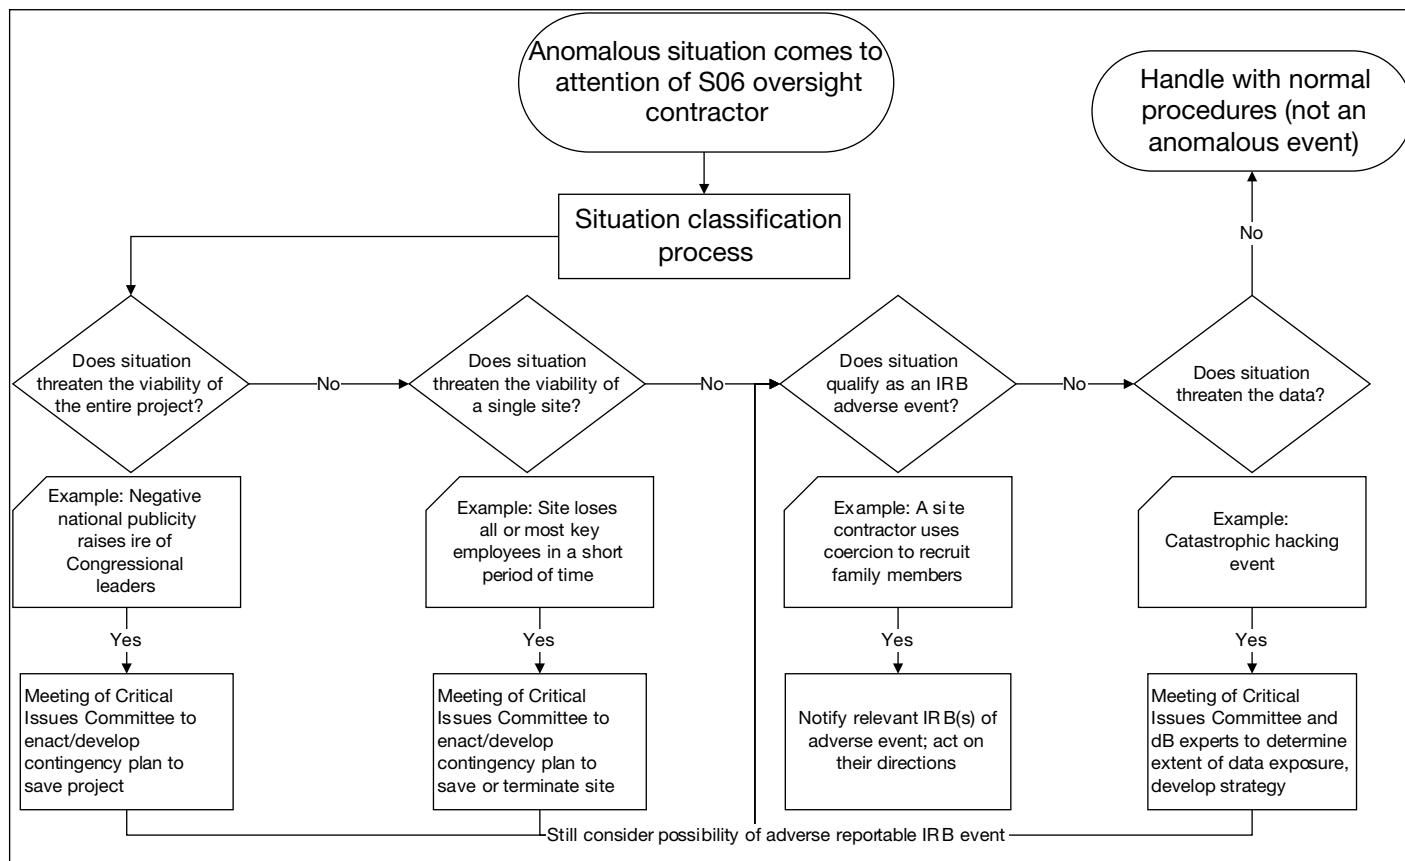 Anomalous situation comes to
attention of S06 oversight
contractor
Handle with normal
procedures (not an
anomalous event)
Situation classification
process
No
Does situation
threaten the viability of
the entire project?
No
Does situation
threaten the viability of
a single site?
No
Does situation
qualify as an IRB
adverse event?
No
Does situation
threaten the data?
Example: Negative
national publicity
raises ire of
Congressional
leaders
Example: Site loses
all or most key
employees in a short
period of time
Example: A site
contractor uses
coercion to recruit
family members
Example:
Catastrophic hacking
event
Yes
Yes
Yes
Yes
Meeting of Critical
Issues Committee to
enact/develop
contingency plan to
save project
Meeting of Critical
Issues Committee to
enact/develop
contingency plan to
save or terminate site
Notify relevant IRB(s) of
adverse event; act on
their directions
Meeting of Critical
Issues Committee and
dB experts to determine
extent of data exposure,
develop strategy
Still consider possibility of adverse reportable IRB event